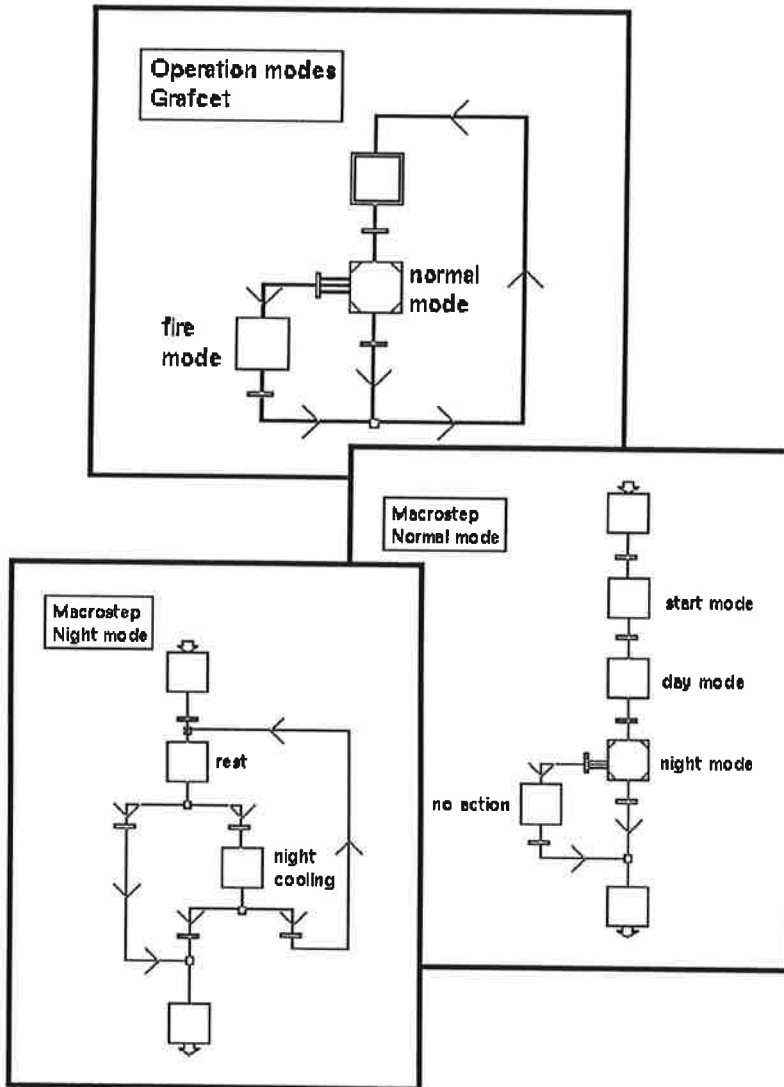 Operation modes
Grafcet
normal
mode
fire
mode
Macrostep
Normal mode
start mode
day mode
night mode
no action
Macrostep
Night mode
rest
night
cooling